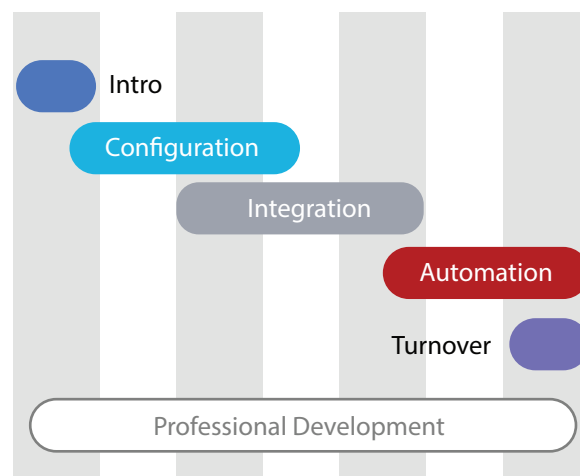 Intro
Configuration
Integration
Automation
Turnover
Professional Development